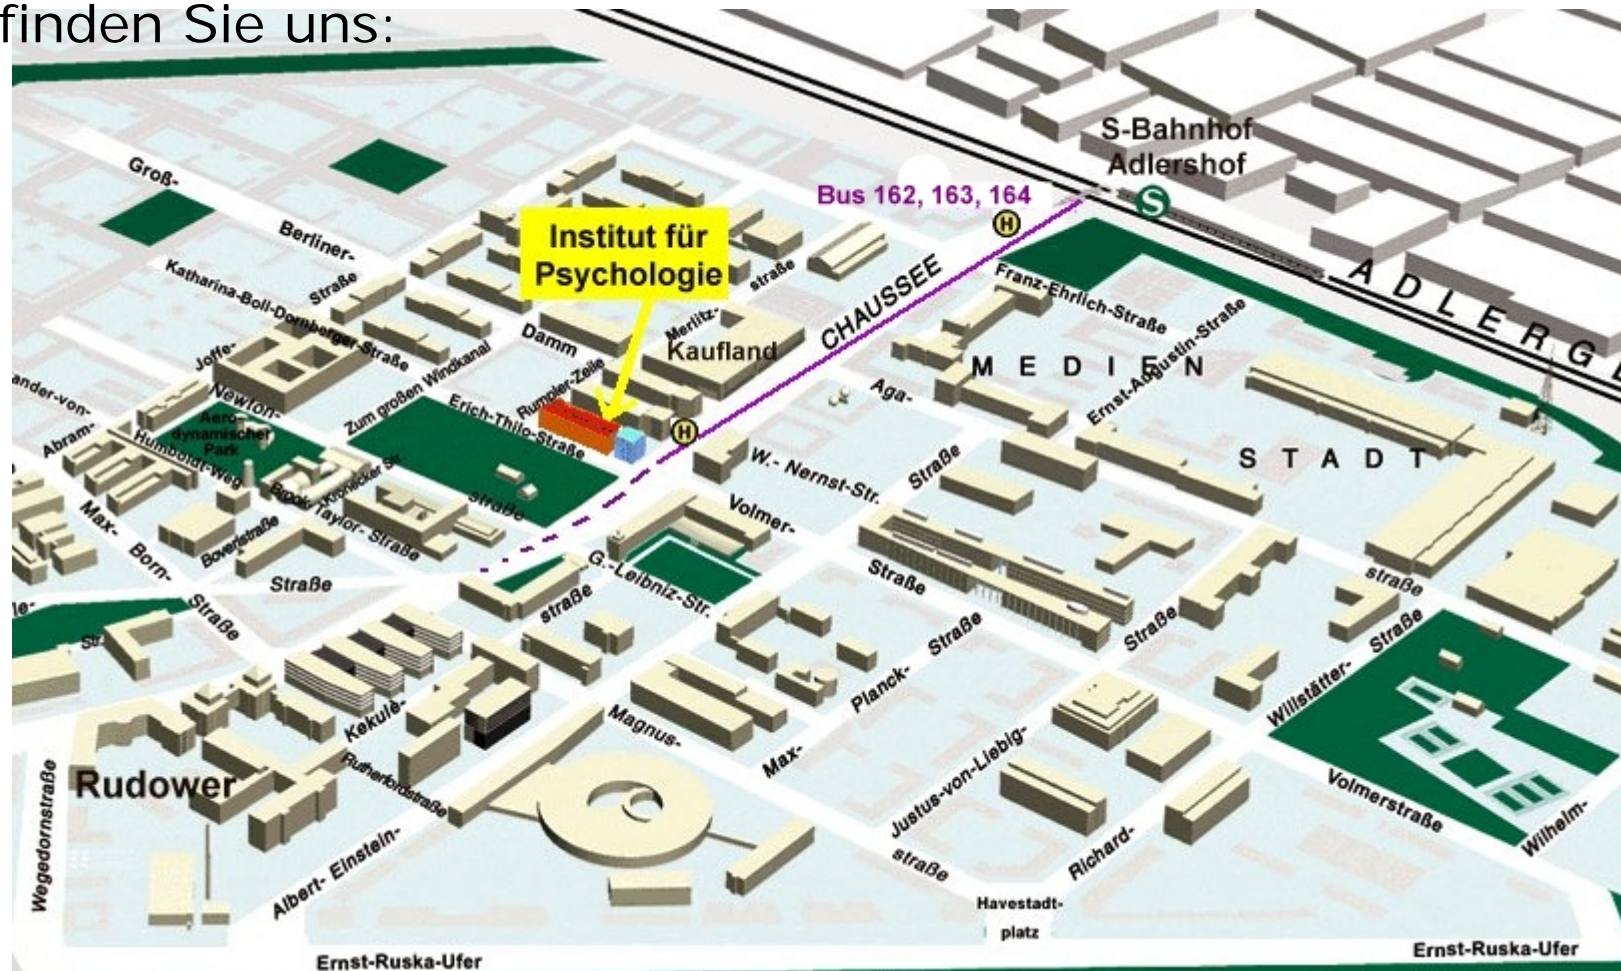 finden Sie uns:
S-Bahnhof
Adlershof
S
Groß-
Bus 162, 163, 164
H
Institut für
Psychologie
Berliner-
Straße
Katharina-Boll-Dornberger-Straße
straße
CHAUSSEE
Franz-Ehrlich-Straße
ADLERG
Damm
Merlitz-
Kaufland
Joffe-
Zum großen Windkanal
MEDIEN
Ernst-Augustin-Straße
ander-von-
Newton-
Rumpler-Zeile
Erich-Thilo-Straße
Aga-
Abram-
Aero-
dynamischer
Park
Humboldt-Weg
H
W.- Nernst-Str.
Straße
STADT
Kronecker Str.
Brook-Taylor- Straße
Straße
Volmer-
Max-
Born-
Straße
Boveristraße
Straße
G.-Leibniz-Str.
straße
Straße
straße
Str.
Straße
Straße
Willstätter-
Straße
Planck-
Max-
Kekulé-
Magnus-
Rudower
Rutherfordstraße
Justus-von-Liebig-
Volmerstraße
Wegedornstraße
Albert- Einstein-
straße
Richard-
Wilhelm-
Havestadt-
platz
Ernst-Ruska-Ufer
Ernst-Ruska-Ufer